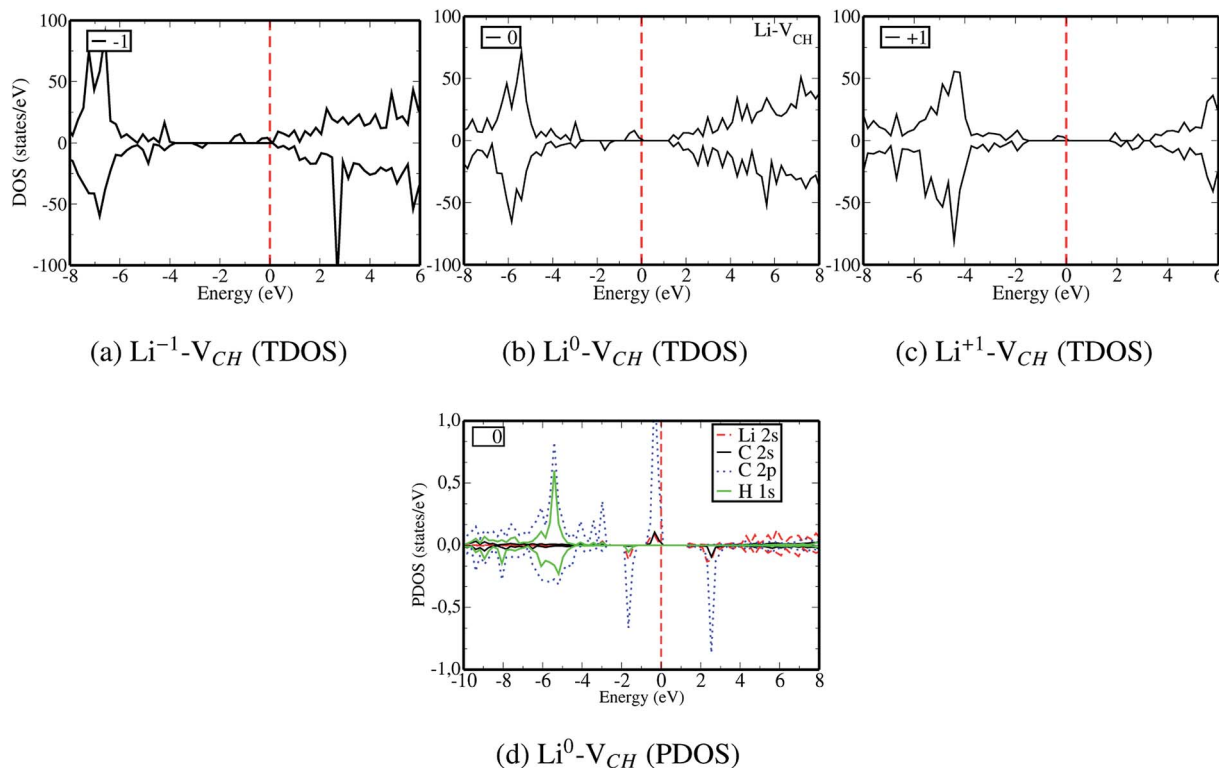 -1
100
50
0
-50
-100
DOS (states/eV)
-8 -6 -4 -2 0 2 4 6
Energy (eV)
(a) Li⁻¹-V_CH (TDOS)
0
Li-V_CH
100
50
0
-50
-100
-8 -6 -4 -2 0 2 4 6 8
Energy (eV)
(b) Li⁰-V_CH (TDOS)
+1
100
50
0
-50
-100
-8 -6 -4 -2 0 2 4 6
Energy (eV)
(c) Li⁺¹-V_CH (TDOS)
0
Li 2s
C 2s
C 2p
H 1s
1,0
0,5
0,0
-0,5
-1,0
PDOS (states/eV)
-10 -8 -6 -4 -2 0 2 4 6 8
Energy (eV)
(d) Li⁰-V_CH (PDOS)